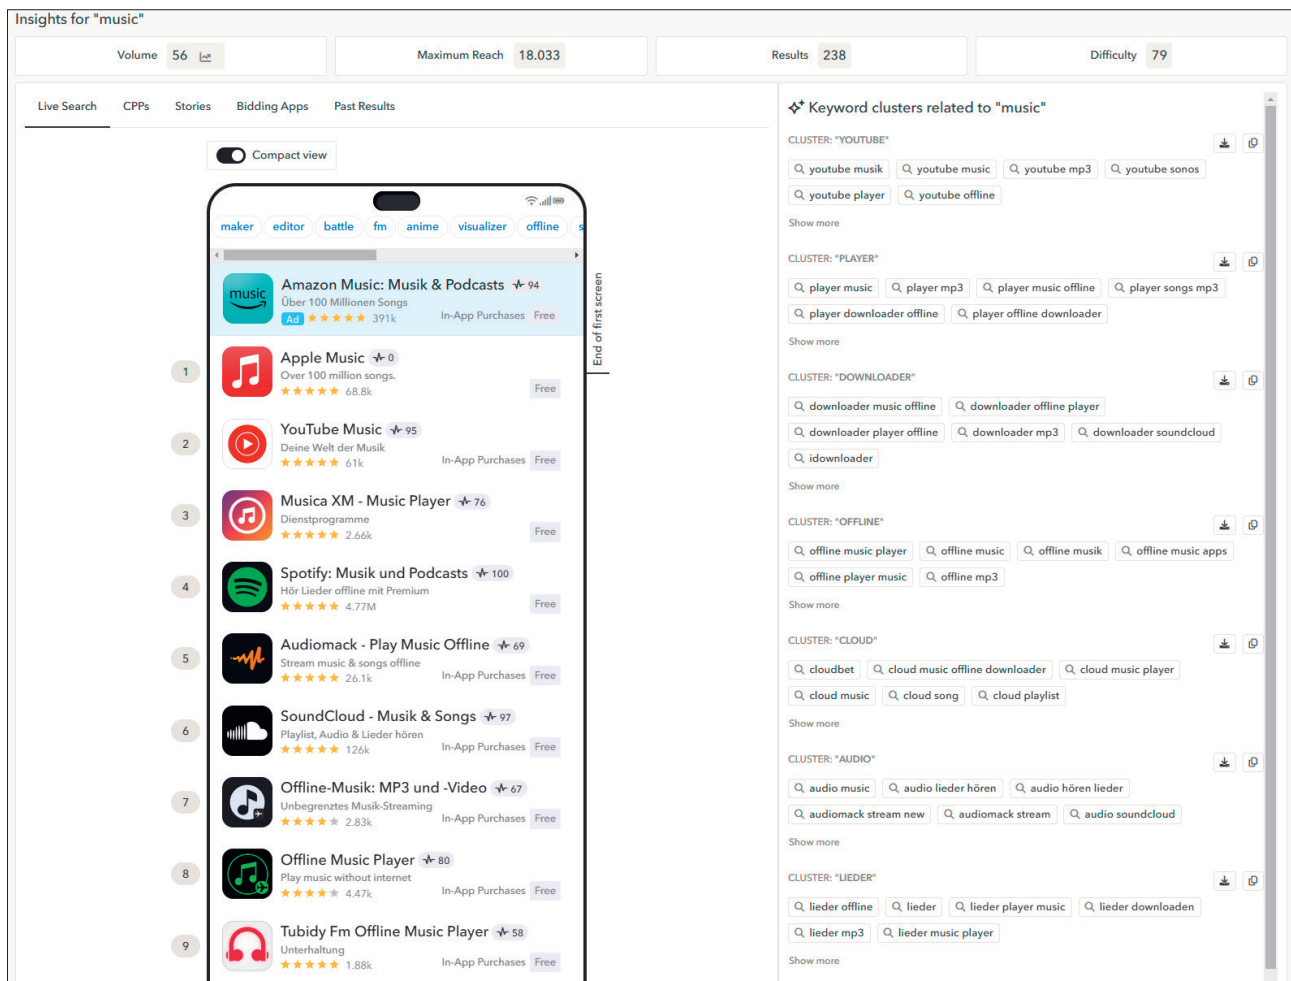 Insights for "music"
Volume 56
Maximum Reach 18.033
Results 238
Difficulty 79
Live Search CPPs Stories Bidding Apps Past Results
Compact view
maker editor battle fm anime visualizer offline s
music
Amazon Music: Musik & Podcasts 94
Über 100 Millionen Songs
Ad 391k In-App Purchases Free
End of first screen
1
Apple Music 0
Over 100 million songs.
68.8k Free
2
YouTube Music 95
Deine Welt der Musik
61k In-App Purchases Free
3
Musica XM - Music Player 76
Dienstprogramme
2.66k Free
4
Spotify: Musik und Podcasts 100
Hör Lieder offline mit Premium
4.77M Free
5
Audiomack - Play Music Offline 69
Stream music & songs offline
26.1k In-App Purchases Free
6
SoundCloud - Musik & Songs 97
Playlist, Audio & Lieder hören
126k In-App Purchases Free
7
Offline-Musik: MP3 und -Video 67
Unbegrenztes Musik-Streaming
2.83k In-App Purchases Free
8
Offline Music Player 80
Play music without internet
4.47k In-App Purchases Free
9
Tubidy Fm Offline Music Player 58
Unterhaltung
1.88k In-App Purchases Free
Keyword clusters related to "music"
CLUSTER: "YOUTUBE"
youtube musik youtube music youtube mp3 youtube sonos
youtube player youtube offline
Show more
CLUSTER: "PLAYER"
player music player mp3 player music offline player songs mp3
player downloader offline player offline downloader
Show more
CLUSTER: "DOWNLOADER"
downloader music offline downloader offline player
downloader player offline downloader mp3 downloader soundcloud
idownloader
Show more
CLUSTER: "OFFLINE"
offline music player offline music offline musik offline music apps
offline player music offline mp3
Show more
CLUSTER: "CLOUD"
cloudbet cloud music offline downloader cloud music player
cloud music cloud song cloud playlist
Show more
CLUSTER: "AUDIO"
audio music audio lieder hören audio hören lieder
audiomack stream new audiomack stream audio soundcloud
Show more
CLUSTER: "LIEDER"
lieder offline lieder lieder player music lieder downloaden
lieder mp3 lieder music player
Show more